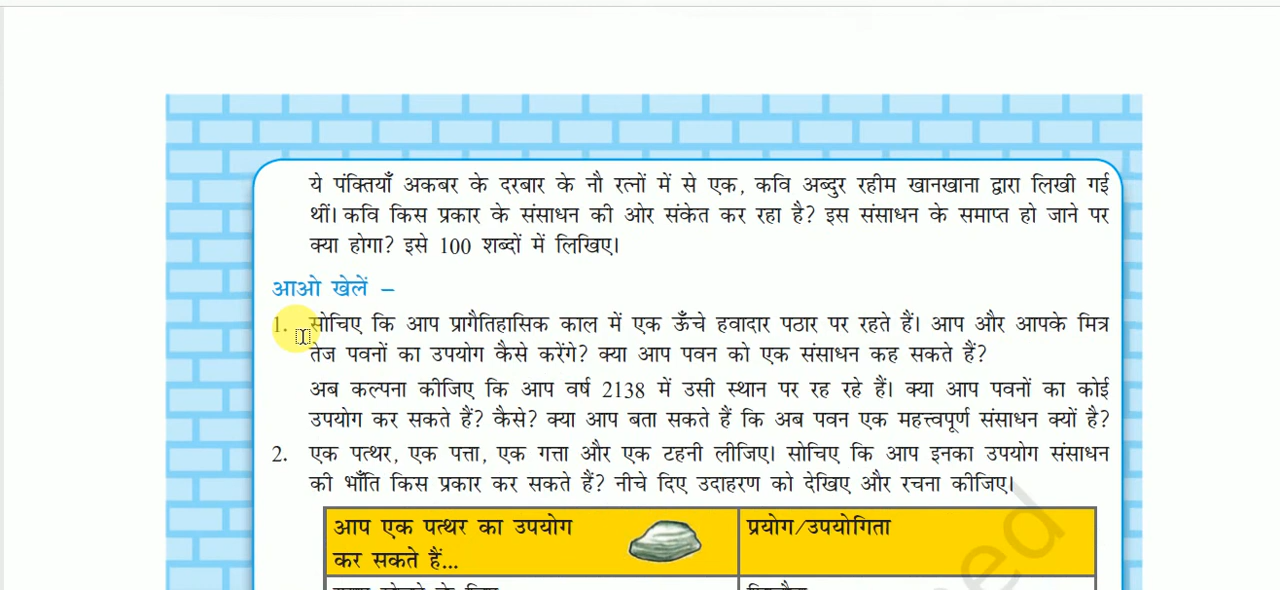 ये पंक्तियाँ अकबर के दरबार के नौ रत्नों में से एक, कवि अब्दुर रहीम खानखाना द्वारा लिखी गई
थीं। कवि किस प्रकार के संसाधन की ओर संकेत कर रहा है? इस संसाधन के समाप्त हो जाने पर
क्या होगा? इसे 100 शब्दों में लिखिए।
आओ खेलें –
1. सोचिए कि आप प्रागैतिहासिक काल में एक ऊँचे हवादार पठार पर रहते हैं। आप और आपके मित्र
तेज पवनों का उपयोग कैसे करेंगे? क्या आप पवन को एक संसाधन कह सकते हैं?
अब कल्पना कीजिए कि आप वर्ष 2138 में उसी स्थान पर रह रहे हैं। क्या आप पवनों का कोई
उपयोग कर सकते हैं? कैसे? क्या आप बता सकते हैं कि अब पवन एक महत्त्वपूर्ण संसाधन क्यों है?
2. एक पत्थर, एक पत्ता, एक गत्ता और एक टहनी लीजिए। सोचिए कि आप इनका उपयोग संसाधन
की भाँति किस प्रकार कर सकते हैं? नीचे दिए उदाहरण को देखिए और रचना कीजिए।
आप एक पत्थर का उपयोग
कर सकते हैं...
प्रयोग/उपयोगिता